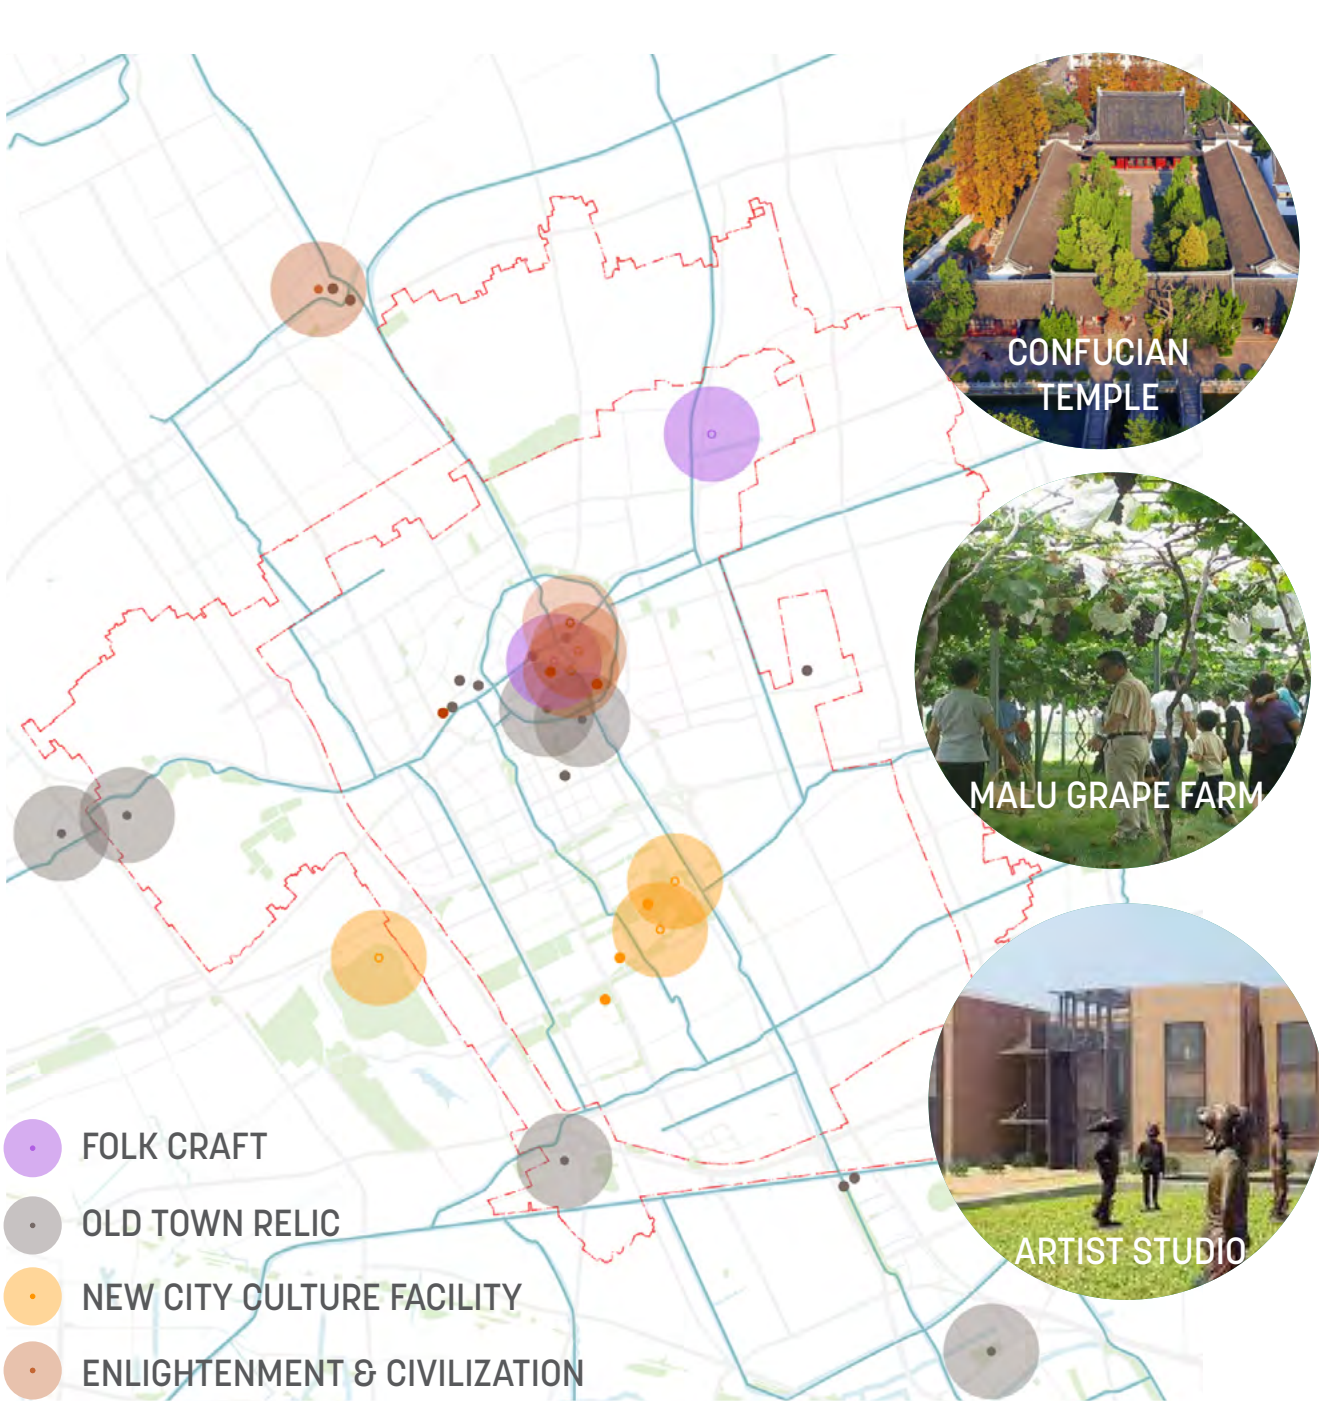 CONFUCIAN
TEMPLE
MALU GRAPE FARM
ARTIST STUDIO
FOLK CRAFT
OLD TOWN RELIC
NEW CITY CULTURE FACILITY
ENLIGHTENMENT & CIVILIZATION